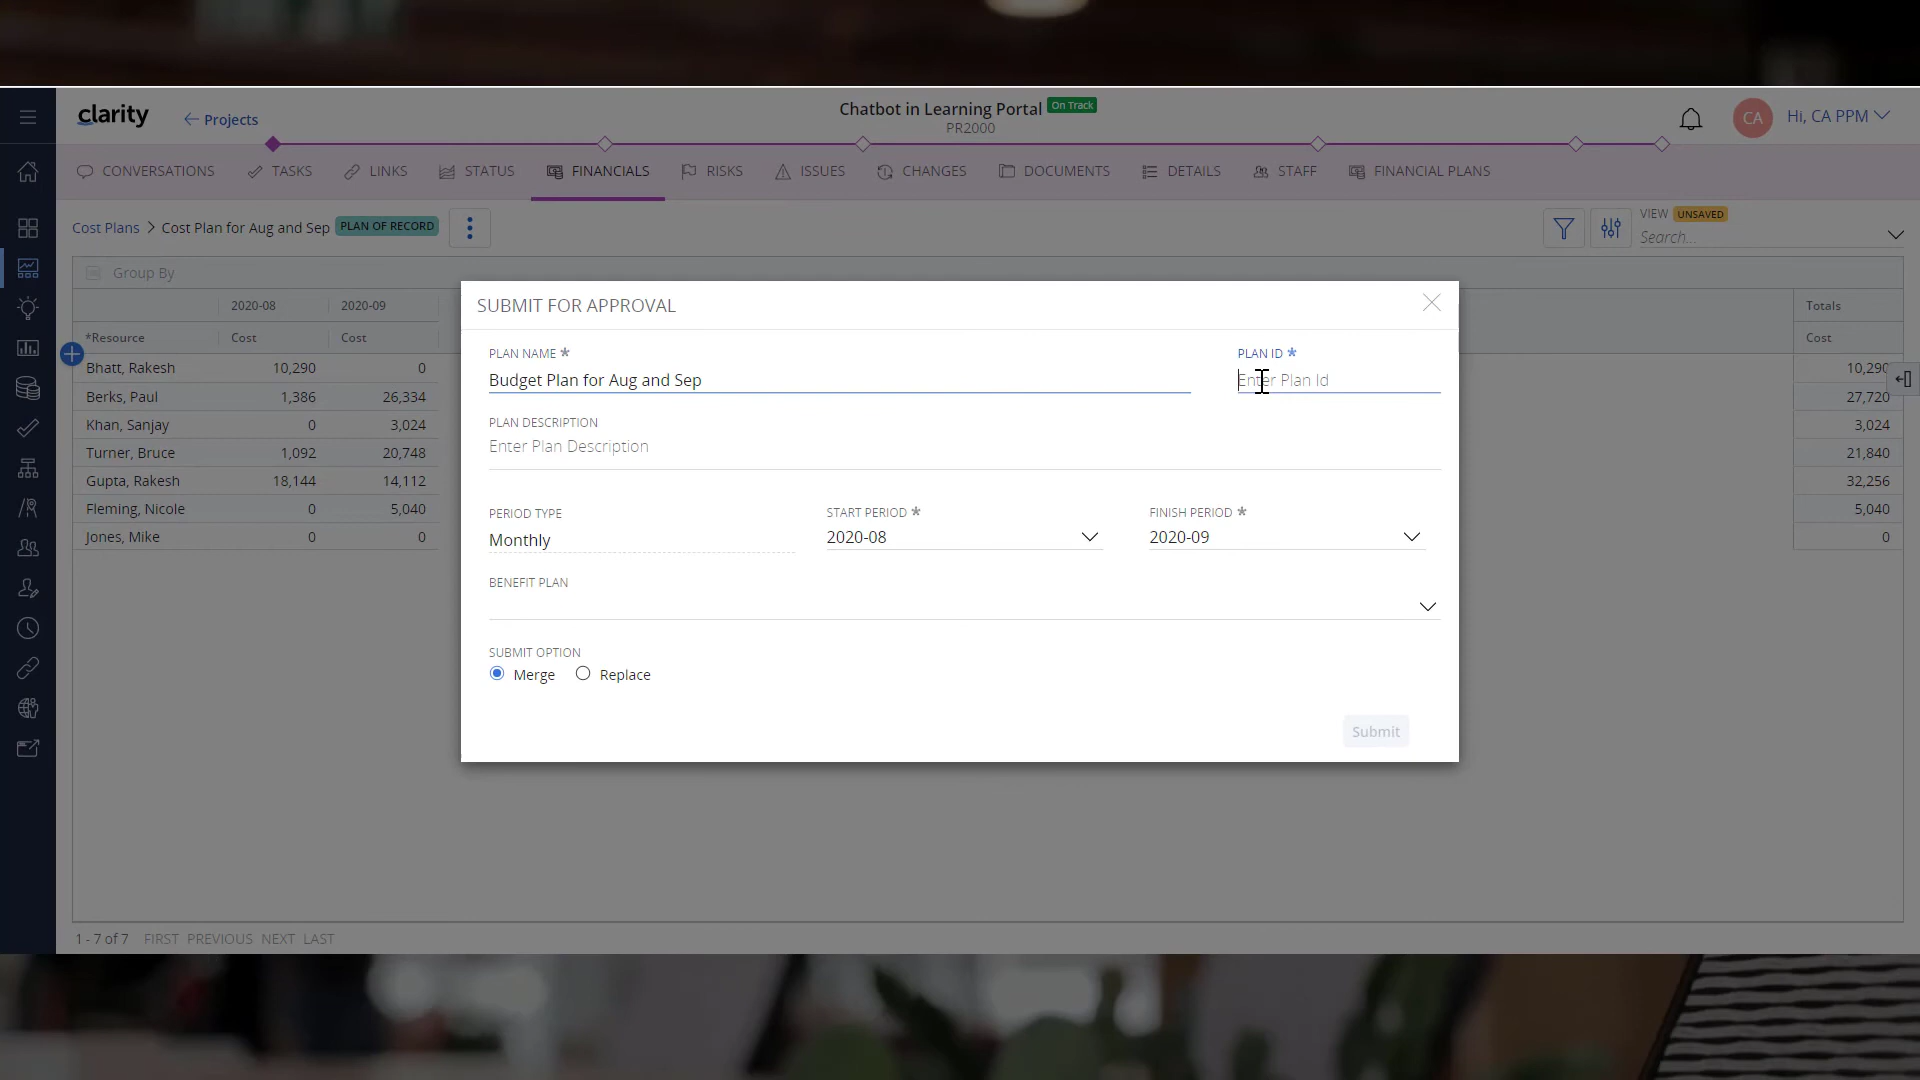 clarity
Projects
Chatbot in Learning Portal On Track
PR2000
CA
Hi, CA PPM
CONVERSATIONS TASKS LINKS STATUS FINANCIALS RISKS ISSUES CHANGES DOCUMENTS DETAILS STAFF FINANCIAL PLANS
Cost Plans > Cost Plan for Aug and Sep PLAN OF RECORD
VIEW UNSAVED
Search...
Group By
2020-08 2020-09 Totals
*Resource Cost Cost Cost
Bhatt, Rakesh 10,290 0 10,290
Berks, Paul 1,386 26,334 27,720
Khan, Sanjay 0 3,024 3,024
Turner, Bruce 1,092 20,748 21,840
Gupta, Rakesh 18,144 14,112 32,256
Fleming, Nicole 0 5,040 5,040
Jones, Mike 0 0 0
SUBMIT FOR APPROVAL
PLAN NAME * PLAN ID *
Budget Plan for Aug and Sep Enter Plan Id
PLAN DESCRIPTION
Enter Plan Description
PERIOD TYPE START PERIOD * FINISH PERIOD *
Monthly 2020-08 2020-09
BENEFIT PLAN
SUBMIT OPTION
Merge Replace
Submit
1 - 7 of 7 FIRST PREVIOUS NEXT LAST